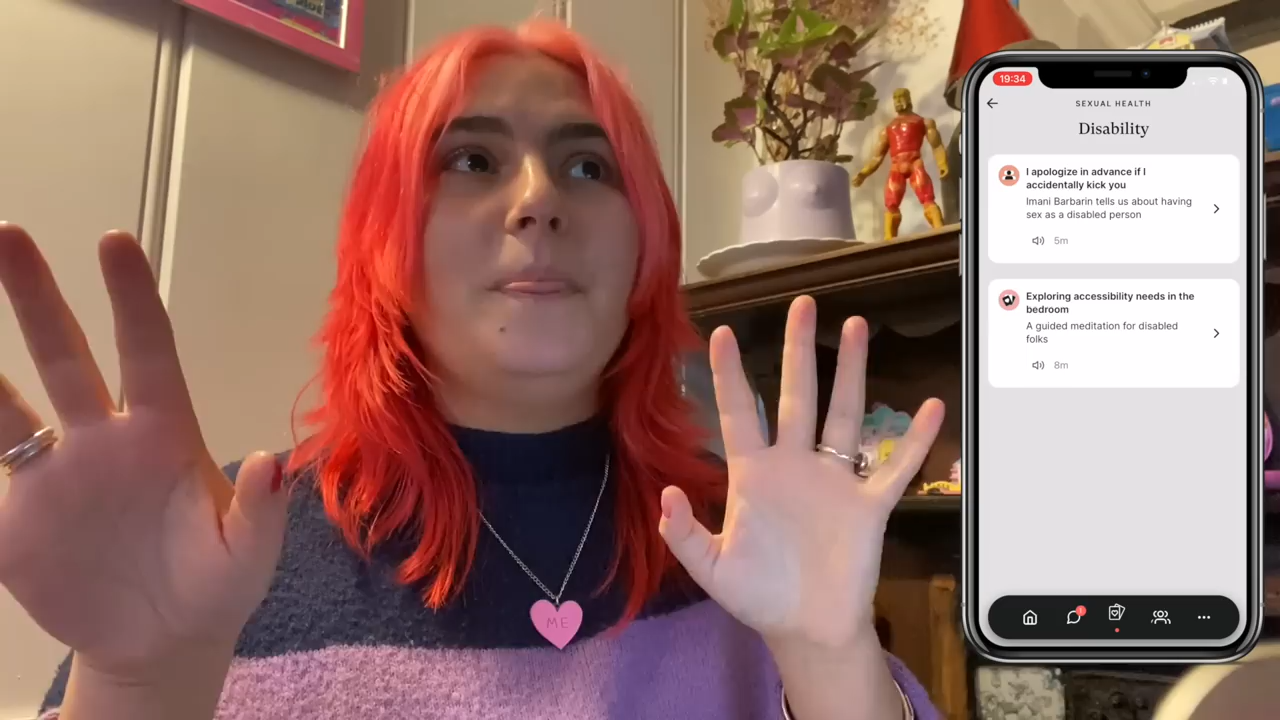 ME
19:34
SEXUAL HEALTH
Disability
I apologize in advance if I
accidentally kick you
Imani Barbarin tells us about having
sex as a disabled person
5m
Exploring accessibility needs in the
bedroom
A guided meditation for disabled
folks
8m
1